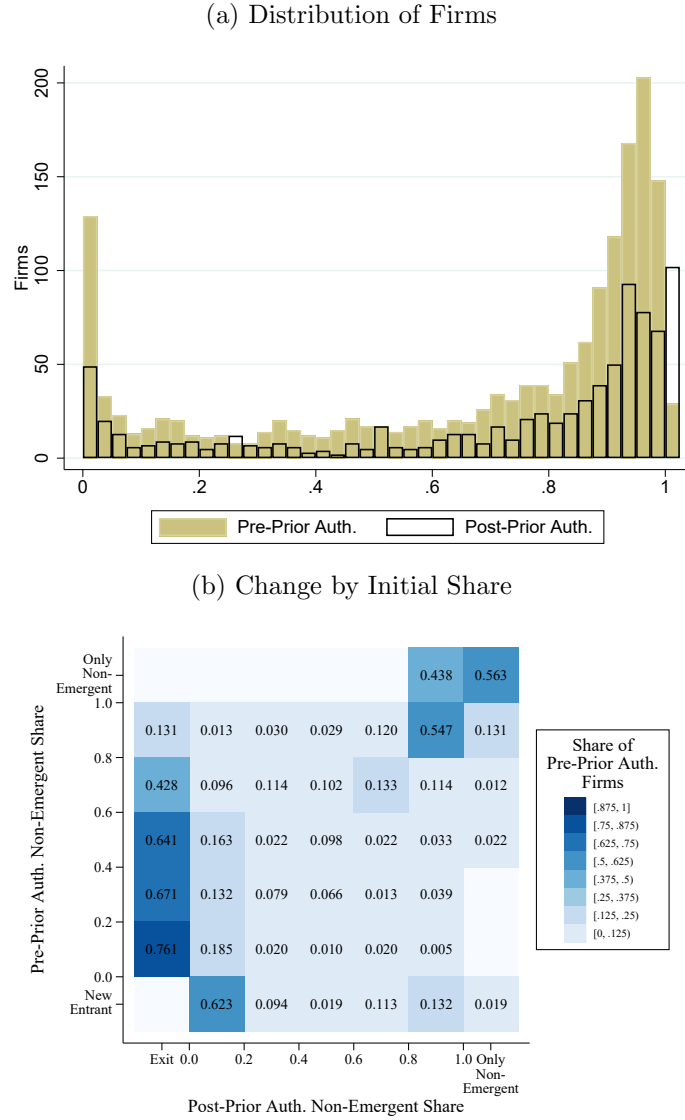 (a) Distribution of Firms
200
150
100
50
0
Firms
0 .2 .4 .6 .8 1
Pre-Prior Auth. Post-Prior Auth.
(b) Change by Initial Share
Only
Non-
Emergent
1.0
0.8
0.6
0.4
0.2
0.0
New
Entrant
Pre-Prior Auth. Non-Emergent Share
0.438 0.563
0.131 0.013 0.030 0.029 0.120 0.547 0.131
0.428 0.096 0.114 0.102 0.133 0.114 0.012
0.641 0.163 0.022 0.098 0.022 0.033 0.022
0.671 0.132 0.079 0.066 0.013 0.039
0.761 0.185 0.020 0.010 0.020 0.005
0.623 0.094 0.019 0.113 0.132 0.019
Exit 0.0 0.2 0.4 0.6 0.8 1.0 Only
Non-
Emergent
Post-Prior Auth. Non-Emergent Share
Share of
Pre-Prior Auth.
Firms
[.875, 1]
[.75, .875)
[.625, .75)
[.5, .625)
[.375, .5)
[.25, .375)
[.125, .25)
[0, .125)